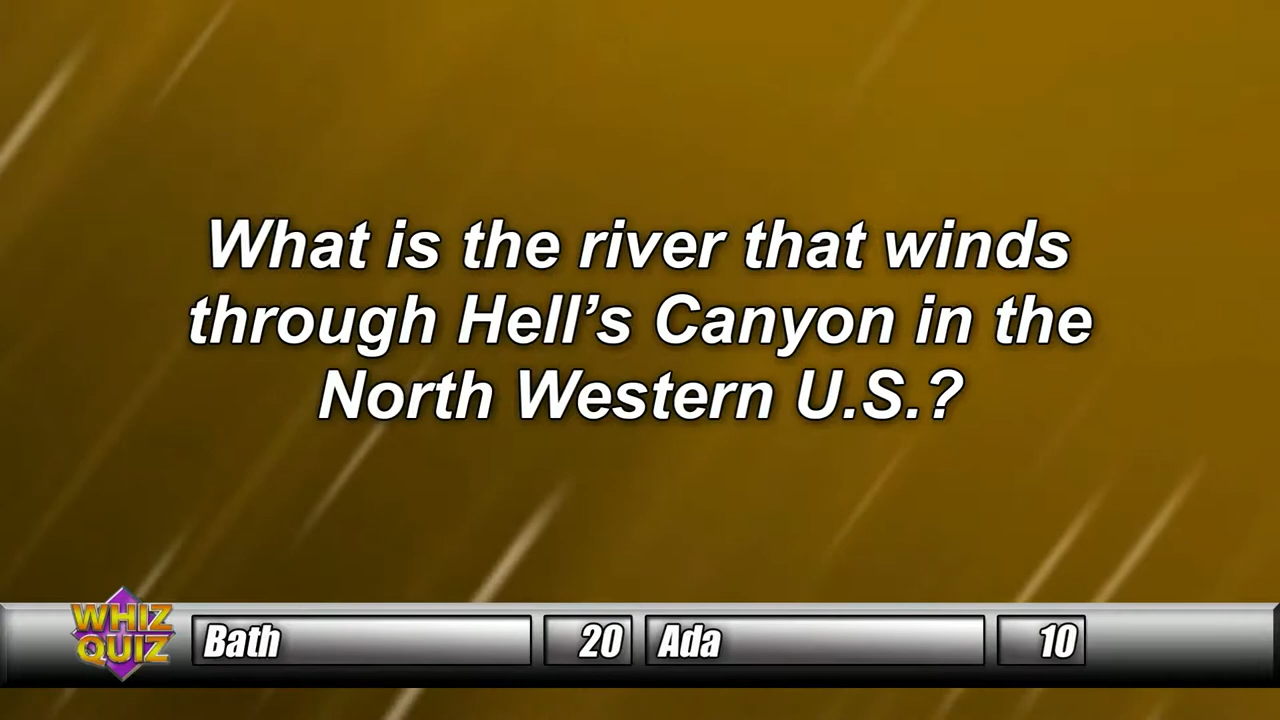 What is the river that winds
through Hell’s Canyon in the
North Western U.S.?
WHIZ
QUIZ
Bath 20 Ada 10